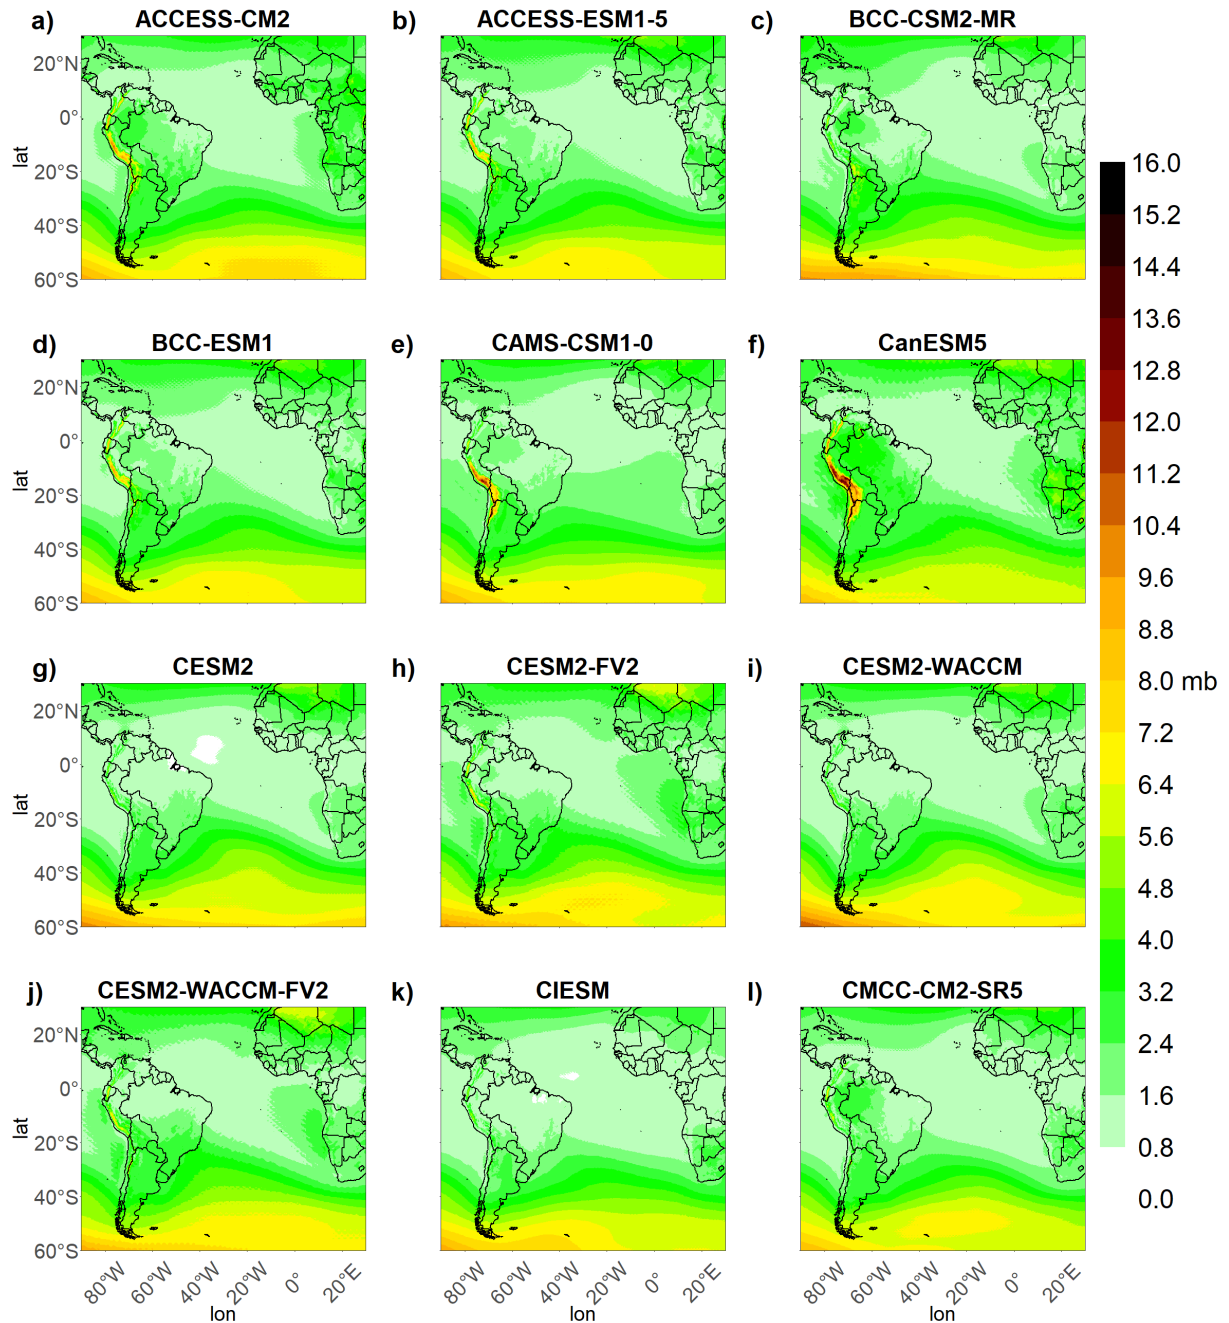 a) ACCESS-CM2
b) ACCESS-ESM1-5
c) BCC-CSM2-MR
20°N
0°
20°S
40°S
60°S
lat
d) BCC-ESM1
e) CAMS-CSM1-0
f) CanESM5
20°N
0°
20°S
40°S
60°S
lat
g) CESM2
h) CESM2-FV2
i) CESM2-WACCM
20°N
0°
20°S
40°S
60°S
lat
j) CESM2-WACCM-FV2
k) CIESM
l) CMCC-CM2-SR5
20°N
0°
20°S
40°S
60°S
lat
80°W 60°W 40°W 20°W 0° 20°E
lon
80°W 60°W 40°W 20°W 0° 20°E
lon
80°W 60°W 40°W 20°W 0° 20°E
lon
16.0
15.2
14.4
13.6
12.8
12.0
11.2
10.4
9.6
8.8
8.0 mb
7.2
6.4
5.6
4.8
4.0
3.2
2.4
1.6
0.8
0.0